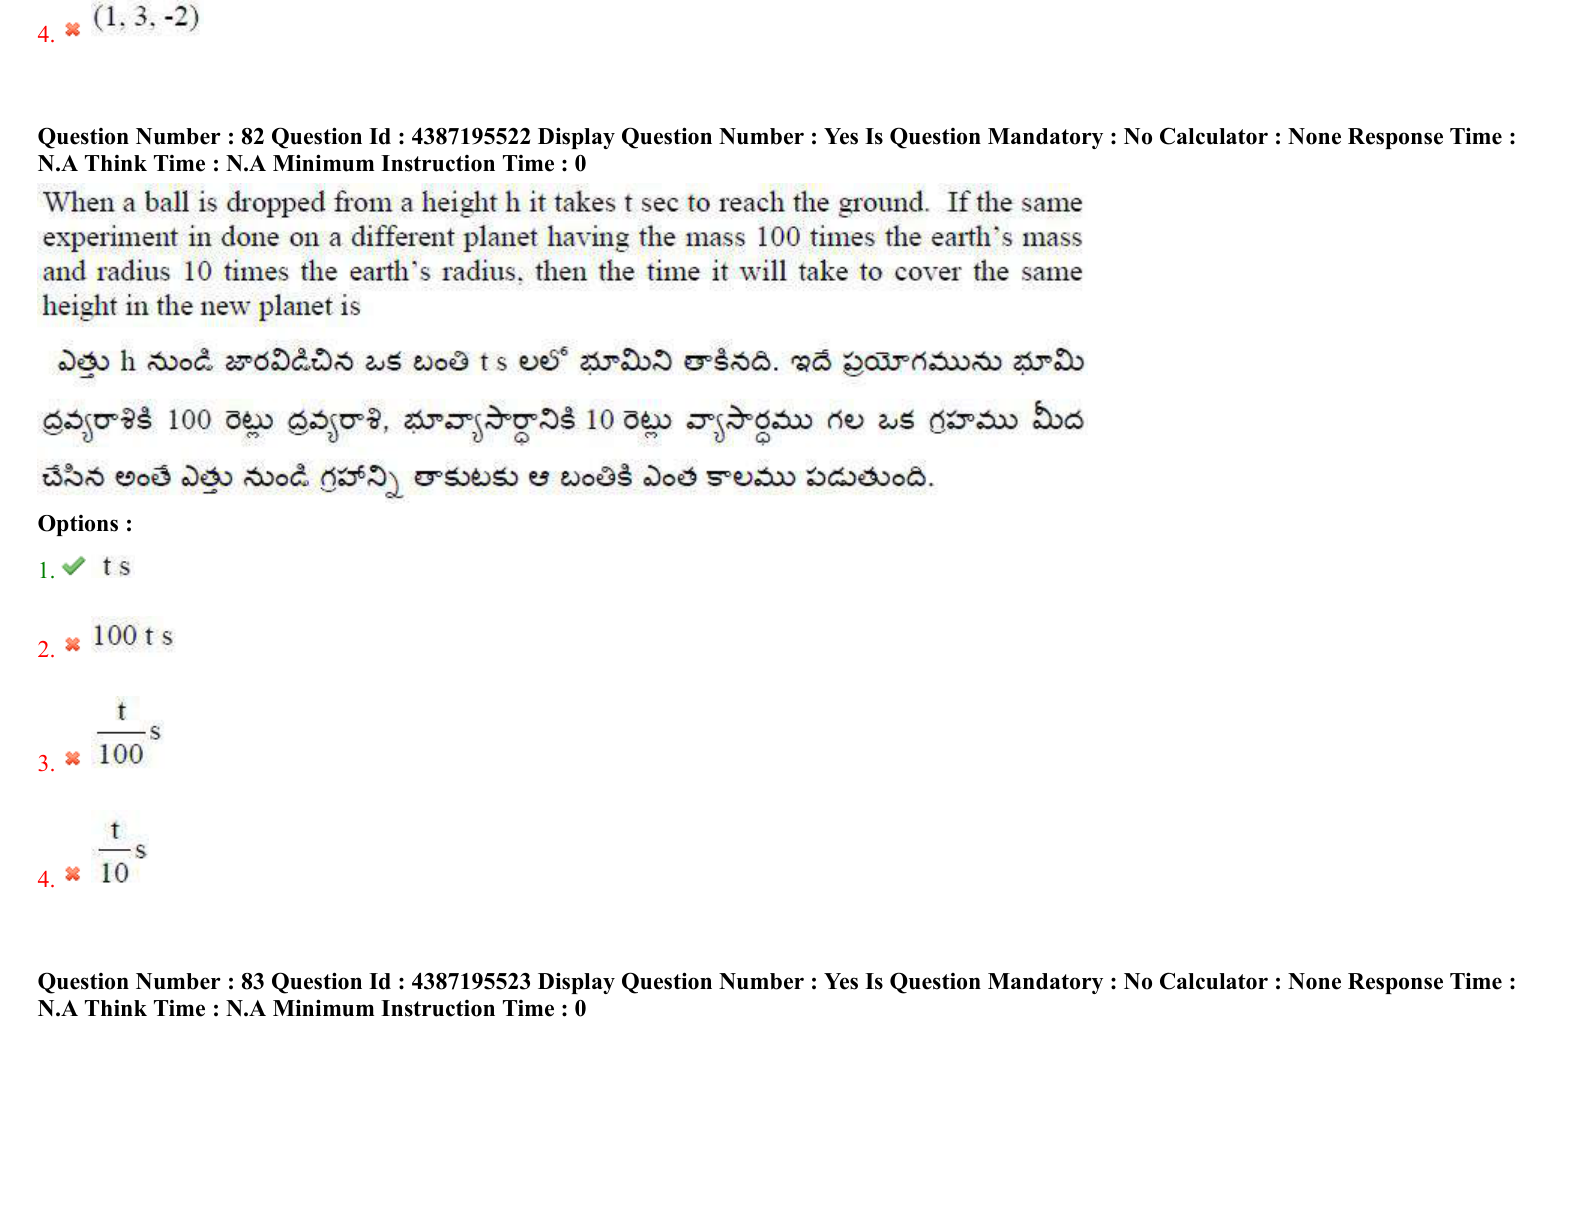 4. (1, 3, -2)
Question Number : 82 Question Id : 4387195522 Display Question Number : Yes Is Question Mandatory : No Calculator : None Response Time :
N.A Think Time : N.A Minimum Instruction Time : 0
When a ball is dropped from a height h it takes t sec to reach the ground. If the same
experiment in done on a different planet having the mass 100 times the earth's mass
and radius 10 times the earth's radius, then the time it will take to cover the same
height in the new planet is
ఎత్తు h నుండి జారవిడిచిన ఒక బంతి t s లలో భూమిని తాకినది. ఇదే ప్రయోగమును భూమి
ద్రవ్యరాశికి 100 రెట్లు ద్రవ్యరాశి, భూవ్యాసార్ధానికి 10 రెట్లు వ్యాసార్ధము గల ఒక గ్రహము మీద
చేసిన అంతే ఎత్తు నుండి గ్రహాన్ని తాకుటకు ఆ బంతికి ఎంత కాలము పడుతుంది.
Options :
1. t s
2. 100 t s
3. t/100 s
4. t/10 s
Question Number : 83 Question Id : 4387195523 Display Question Number : Yes Is Question Mandatory : No Calculator : None Response Time :
N.A Think Time : N.A Minimum Instruction Time : 0